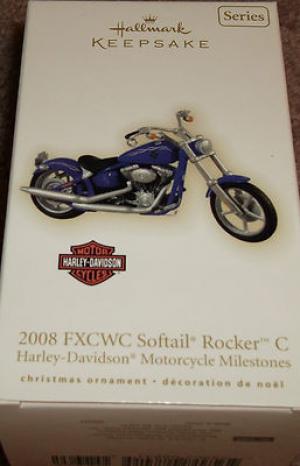 Hallmark
KEEPSAKE
Series
MOTOR
HARLEY-DAVIDSON
CYCLES
2008 FXCWC Softail® Rocker™ C
Harley-Davidson® Motorcycle Milestones
christmas ornament • décoration de noël